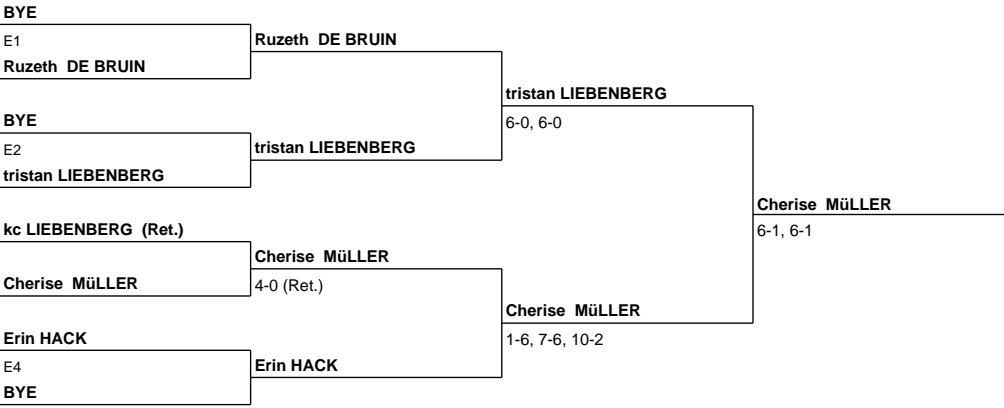 BYE
E1
Ruzeth DE BRUIN
Ruzeth DE BRUIN
tristan LIEBENBERG
6-0, 6-0
BYE
E2
tristan LIEBENBERG
tristan LIEBENBERG
Cherise MüLLER
6-1, 6-1
kc LIEBENBERG (Ret.)
Cherise MüLLER
Cherise MüLLER
4-0 (Ret.)
Cherise MüLLER
1-6, 7-6, 10-2
Erin HACK
E4
Erin HACK
BYE